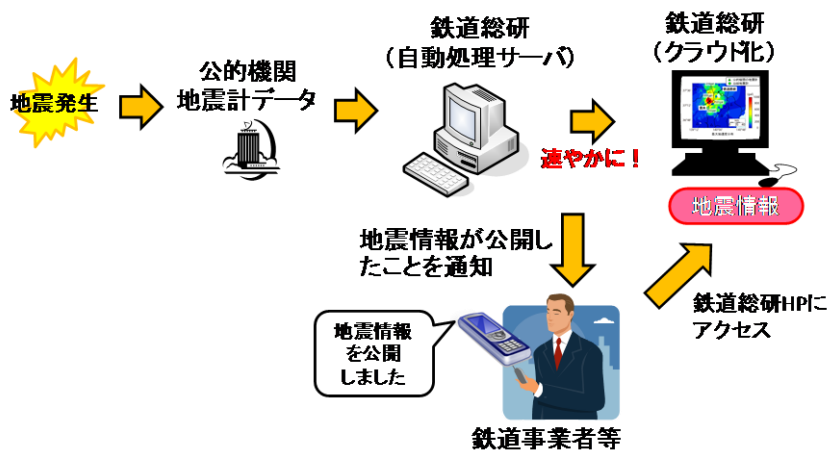 地震発生
公的機関
地震計データ
鉄道総研
(自動処理サーバ)
速やかに!
鉄道総研
(クラウド化)
地震情報
地震情報が公開し
たことを通知
地震情報
を公開
しました
鉄道事業者等
鉄道総研HPに
アクセス